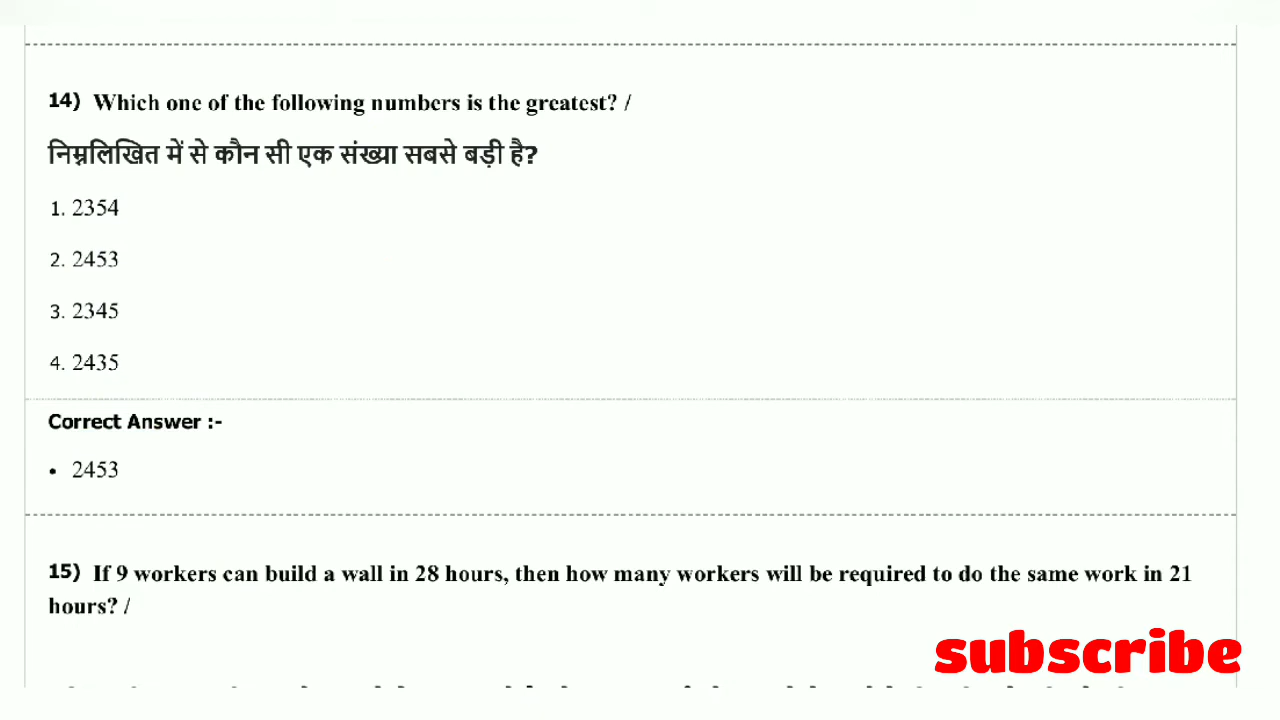 14) Which one of the following numbers is the greatest? /
निम्नलिखित में से कौन सी एक संख्या सबसे बड़ी है?
1. 2354
2. 2453
3. 2345
4. 2435
Correct Answer :-
• 2453
15) If 9 workers can build a wall in 28 hours, then how many workers will be required to do the same work in 21
hours? /
subscribe